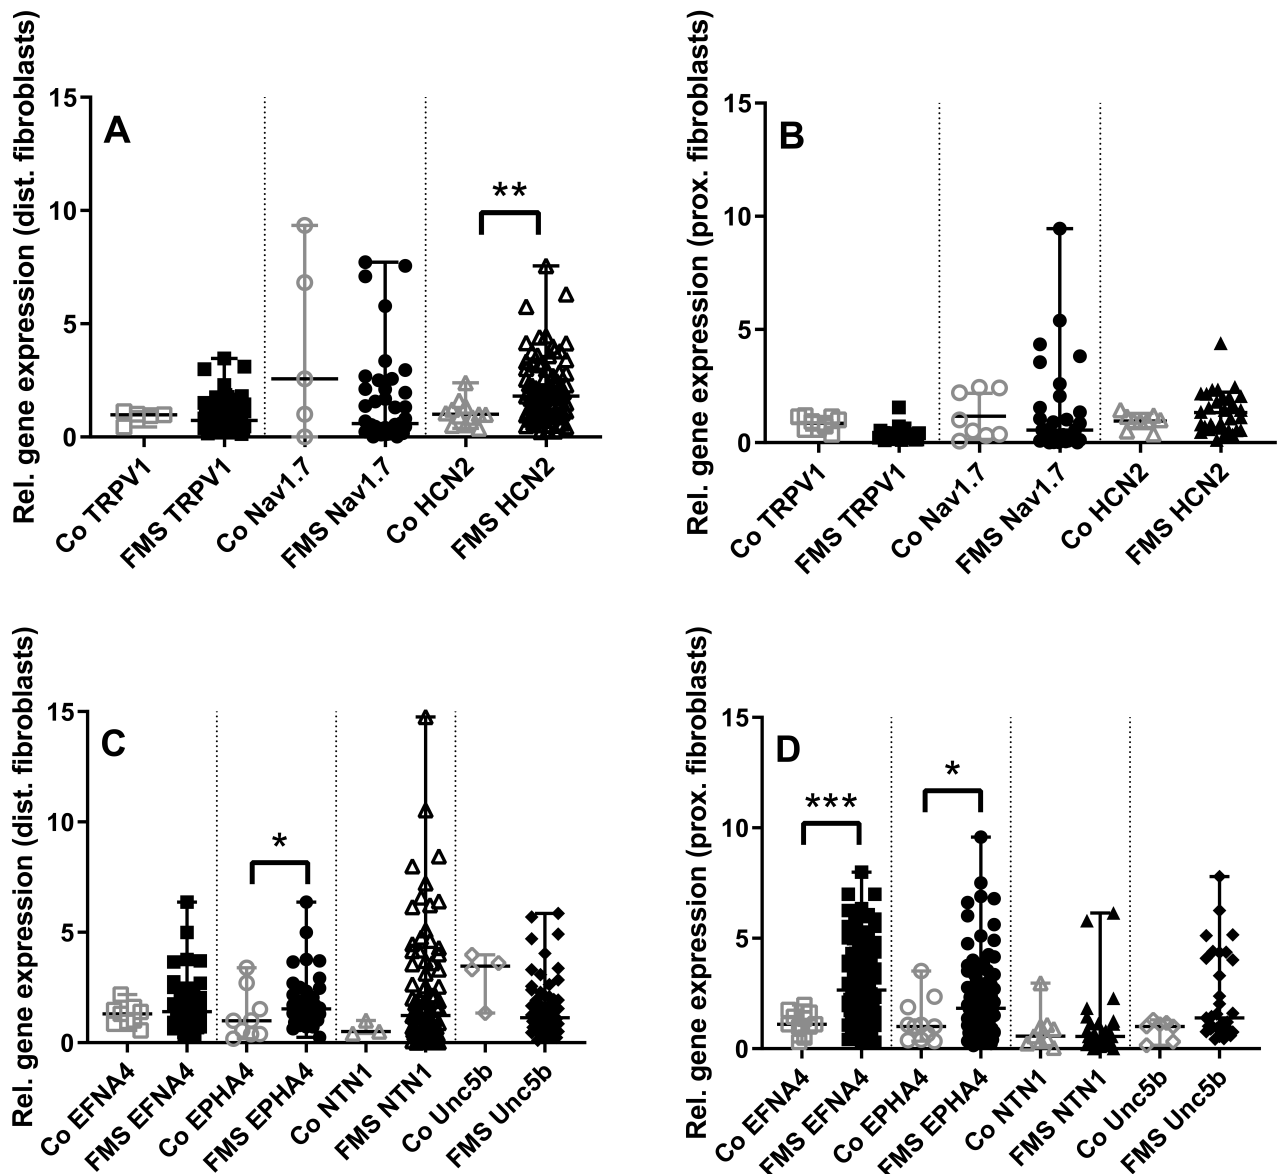 Rel. gene expression (dist. fibroblasts)
15
10
5
0
A
**
Co TRPV1
FMS TRPV1
Co Nav1.7
FMS Nav1.7
Co HCN2
FMS HCN2
Rel. gene expression (prox. fibroblasts)
15
10
5
0
B
Co TRPV1
FMS TRPV1
Co Nav1.7
FMS Nav1.7
Co HCN2
FMS HCN2
Rel. gene expression (dist. fibroblasts)
15
10
5
0
C
*
Co EFNA4
FMS EFNA4
Co EPHA4
FMS EPHA4
Co NTN1
FMS NTN1
Co Unc5b
FMS Unc5b
Rel. gene expression (prox. fibroblasts)
15
10
5
0
D
***
*
Co EFNA4
FMS EFNA4
Co EPHA4
FMS EPHA4
Co NTN1
FMS NTN1
Co Unc5b
FMS Unc5b